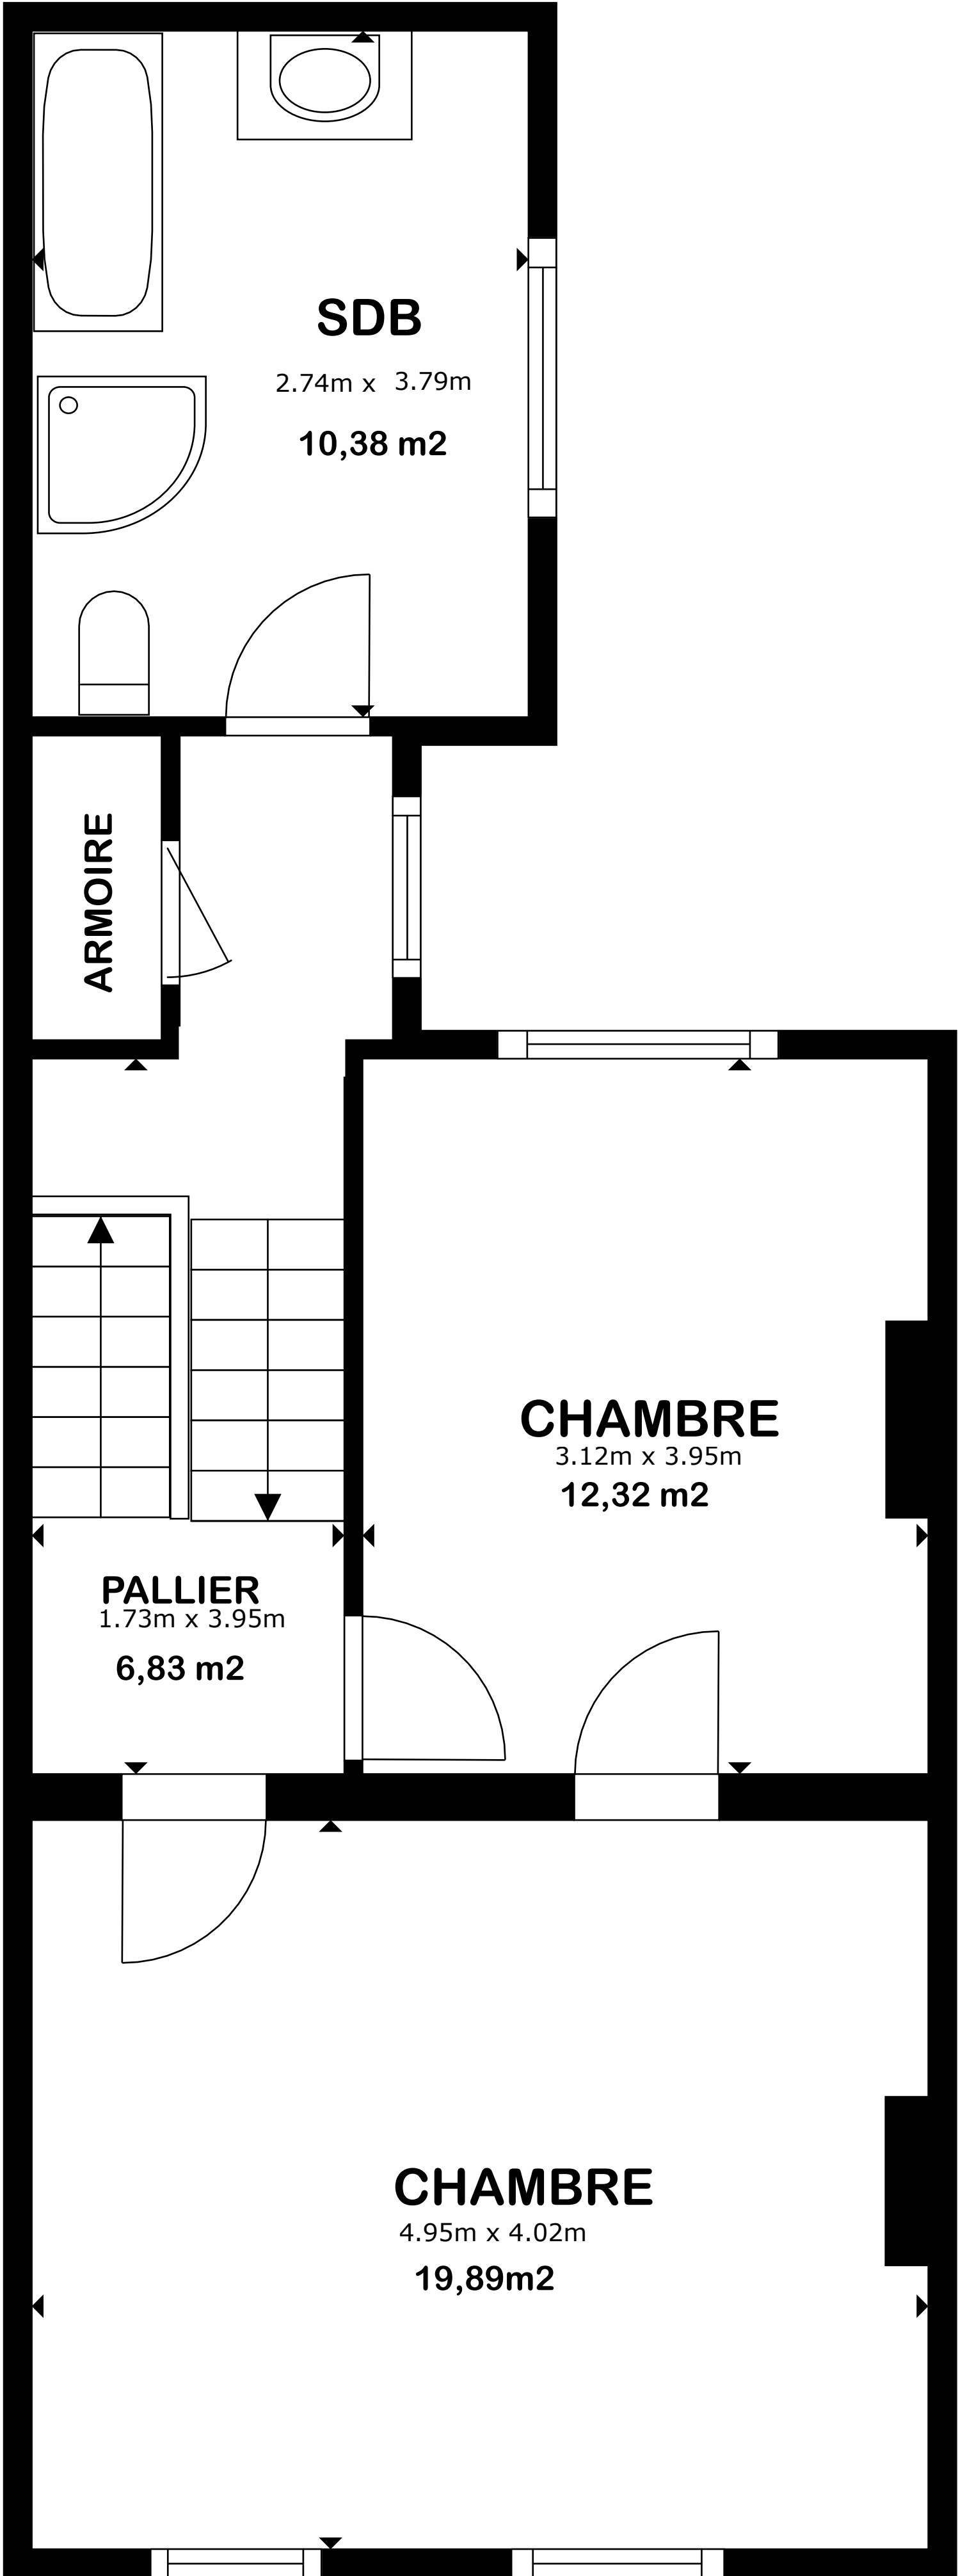 SDB
2.74m x 3.79m
10,38 m2
ARMOIRE
CHAMBRE
3.12m x 3.95m
12,32 m2
PALLIER
1.73m x 3.95m
6,83 m2
CHAMBRE
4.95m x 4.02m
19,89m2